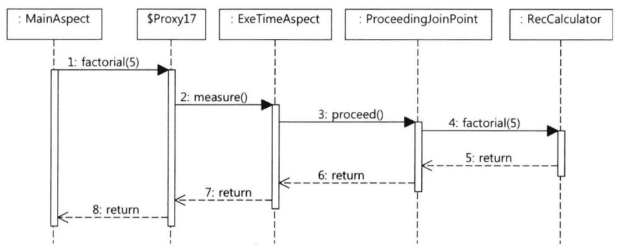 : MainAspect
$Proxy17
: ExeTimeAspect
: ProceedingJoinPoint
: RecCalculator
1: factorial(5)
2: measure()
3: proceed()
4: factorial(5)
5: return
6: return
7: return
8: return